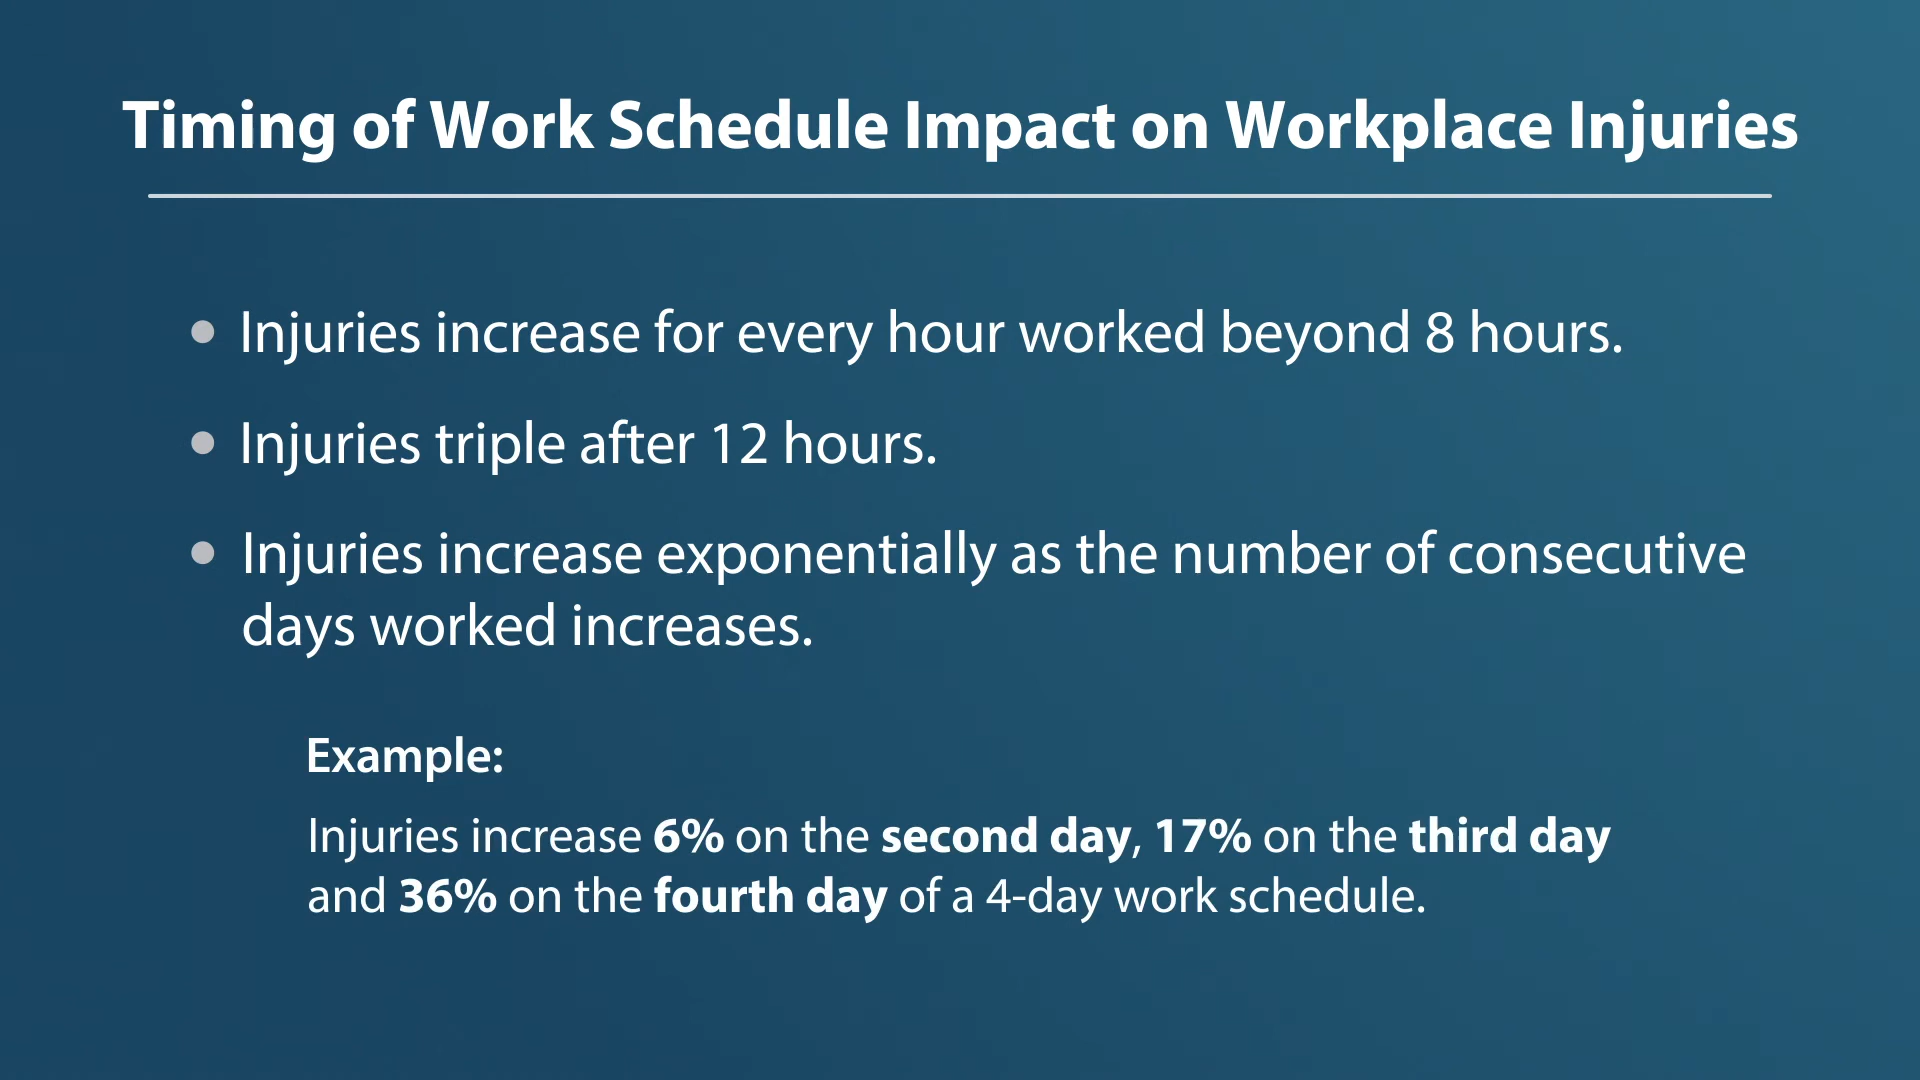 Timing of Work Schedule Impact on Workplace Injuries
• Injuries increase for every hour worked beyond 8 hours.
• Injuries triple after 12 hours.
• Injuries increase exponentially as the number of consecutive
days worked increases.
Example:
Injuries increase 6% on the second day, 17% on the third day
and 36% on the fourth day of a 4-day work schedule.